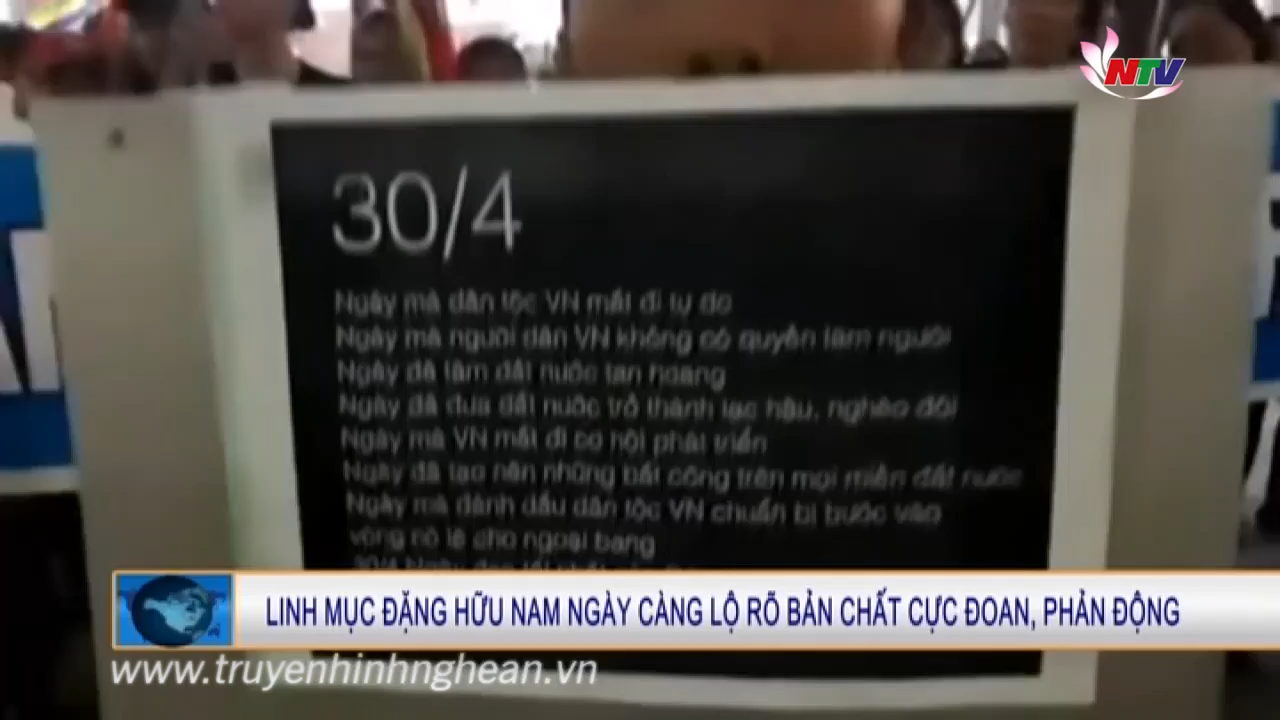 NTV
30/4
Ngày mà dân tộc VN mất đi tự do
Ngày mà người dân VN không có quyền làm người
Ngày đã làm đất nước tan hoang
Ngày đã đưa đất nước trở thành lạc hậu, nghèo đói
Ngày mà VN mất đi cơ hội phát triển
Ngày đã tạo nên những bất công trên mọi miền đất nước
Ngày mà đánh dấu dân tộc VN chuẩn bị bước vào
vòng nô lệ cho ngoại bang
30/4 Ngày
LINH MỤC ĐẶNG HỮU NAM NGÀY CÀNG LỘ RÕ BẢN CHẤT CỰC ĐOAN, PHẢN ĐỘNG
www.truyenhinhnghean.vn